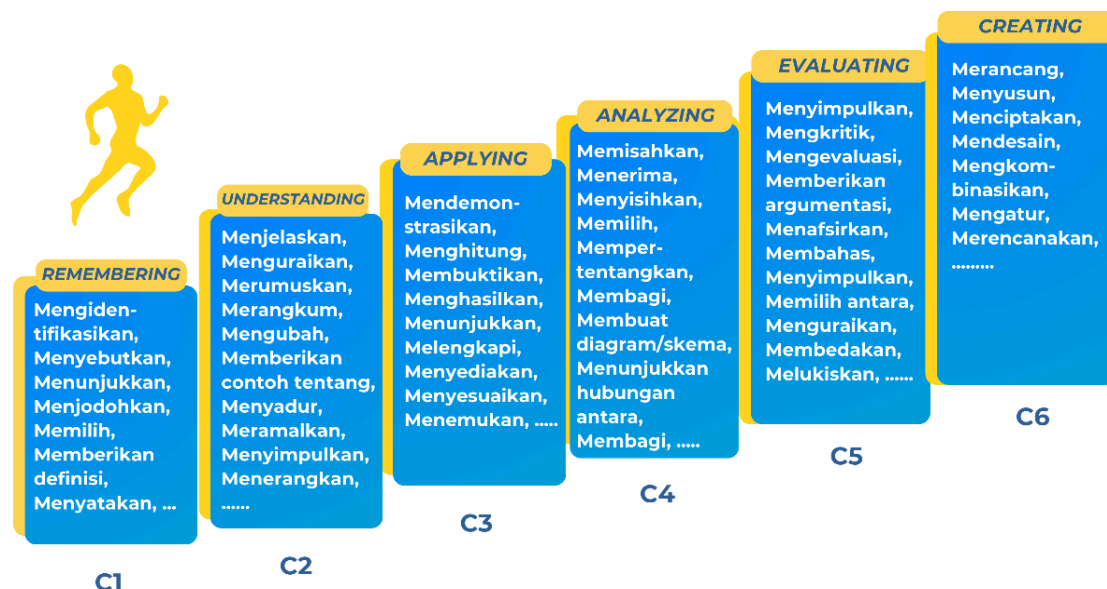 REMEMBERING
Mengiden-
tifikasikan,
Menyebutkan,
Menunjukkan,
Menjodohkan,
Memilih,
Memberikan
definisi,
Menyatakan, ...
C1
UNDERSTANDING
Menjelaskan,
Menguraikan,
Merumuskan,
Merangkum,
Mengubah,
Memberikan
contoh tentang,
Menyadur,
Meramalkan,
Menyimpulkan,
Menerangkan,
......
C2
APPLYING
Mendemon-
strasikan,
Menghitung,
Membuktikan,
Menghasilkan,
Menunjukkan,
Melengkapi,
Menyediakan,
Menyesuaikan,
Menemukan, .....
C3
ANALYZING
Memisahkan,
Menerima,
Menyisihkan,
Memilih,
Memper-
tentangkan,
Membagi,
Membuat
diagram/skema,
Menunjukkan
hubungan
antara,
Membagi, .....
C4
EVALUATING
Menyimpulkan,
Mengkritik,
Mengevaluasi,
Memberikan
argumentasi,
Menafsirkan,
Membahas,
Menyimpulkan,
Memilih antara,
Menguraikan,
Membedakan,
Melukiskan, ......
C5
CREATING
Merancang,
Menyusun,
Menciptakan,
Mendesain,
Mengkom-
binasikan,
Mengatur,
Merencanakan,
.........
C6